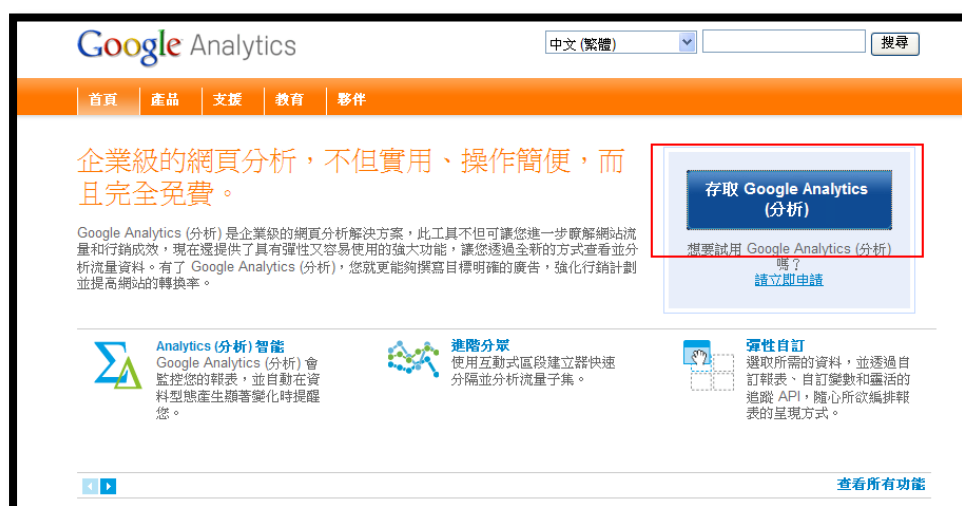 Google Analytics
中文 (繁體)
搜尋
首頁
產品
支援
教育
夥伴
企業級的網頁分析，不但實用、操作簡便，而
且完全免費。
Google Analytics (分析) 是企業級的網頁分析解決方案，此工具不但可讓您進一步瞭解網站流
量和行銷成效，現在還提供了具有彈性又容易使用的強大功能，讓您透過全新的方式查看並分
析流量資料。有了 Google Analytics (分析)，您就更能夠撰寫目標明確的廣告，強化行銷計劃
並提高網站的轉換率。
存取 Google Analytics
(分析)
想要試用 Google Analytics (分析)
嗎？
請立即申請
Analytics (分析) 智能
Google Analytics (分析) 會
監控您的報表，並自動在資
料型態產生顯著變化時提醒
您。
進階分眾
使用互動式區段建立器快速
分隔並分析流量子集。
彈性自訂
選取所需的資料，並透過自
訂報表、自訂變數和靈活的
追蹤 API，隨心所欲編排報
表的呈現方式。
查看所有功能